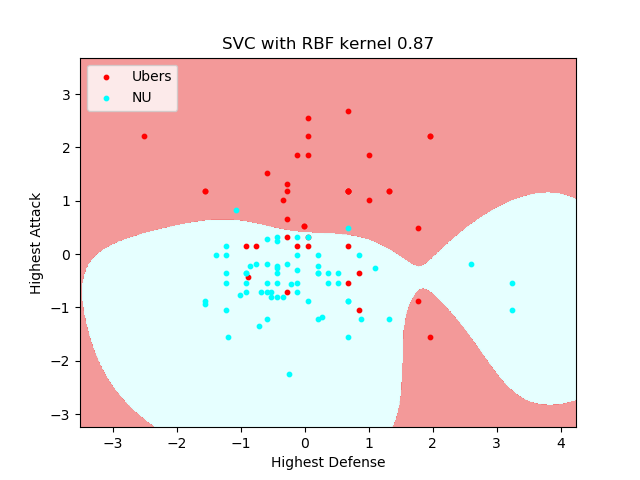 SVC with RBF kernel 0.87
Ubers
NU
3
2
1
0
−1
−2
−3
Highest Attack
−3 −2 −1 0 1 2 3 4
Highest Defense